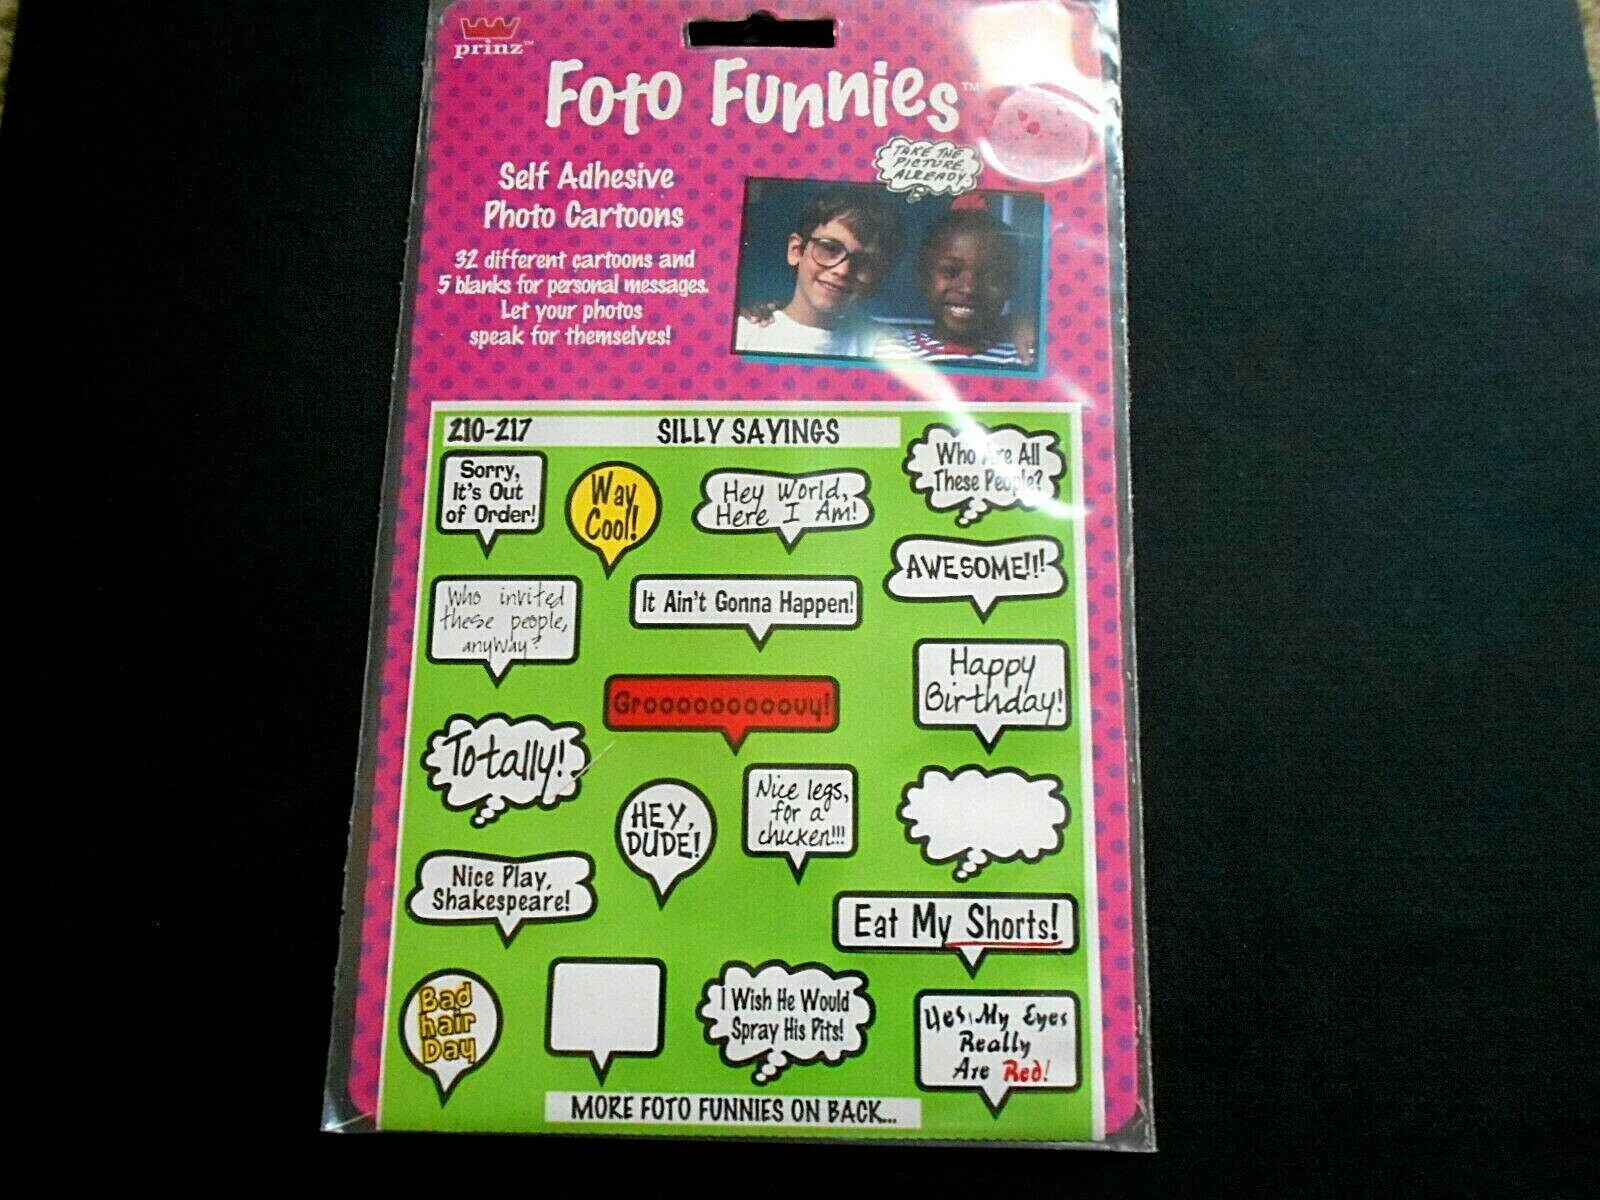 prinz™
Foto Funnies™
TAKE THE
PICTURE
ALREADY
Self Adhesive
Photo Cartoons
32 different cartoons and
5 blanks for personal messages.
Let your photos
speak for themselves!
210-217
SILLY SAYINGS
Sorry,
It's Out
of Order!
Way
Cool!
Hey World,
Here I Am!
Who Are All
These People?
AWESOME!!!
Who invited
these people,
anyway?
It Ain't Gonna Happen!
Happy
Birthday!
Grooooooooovy!
Totally!
HEY,
DUDE!
Nice legs,
for a
chicken!!!
Nice Play,
Shakespeare!
Eat My Shorts!
Bad
hair
Day
I Wish He Would
Spray His Pits!
Yes, My Eyes
Really
Are Red!
MORE FOTO FUNNIES ON BACK...